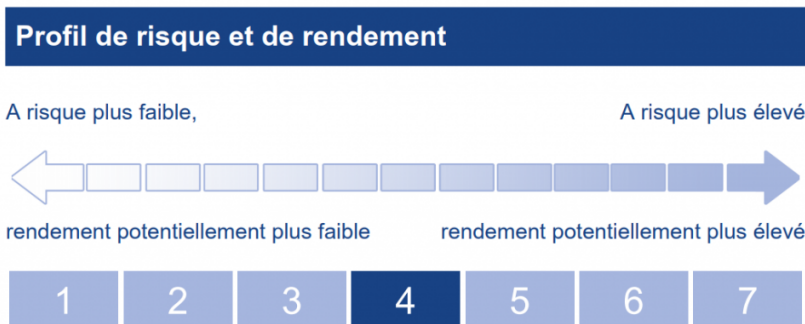 Profil de risque et de rendement
A risque plus faible, A risque plus élevé
rendement potentiellement plus faible rendement potentiellement plus élevé
1 2 3 4 5 6 7